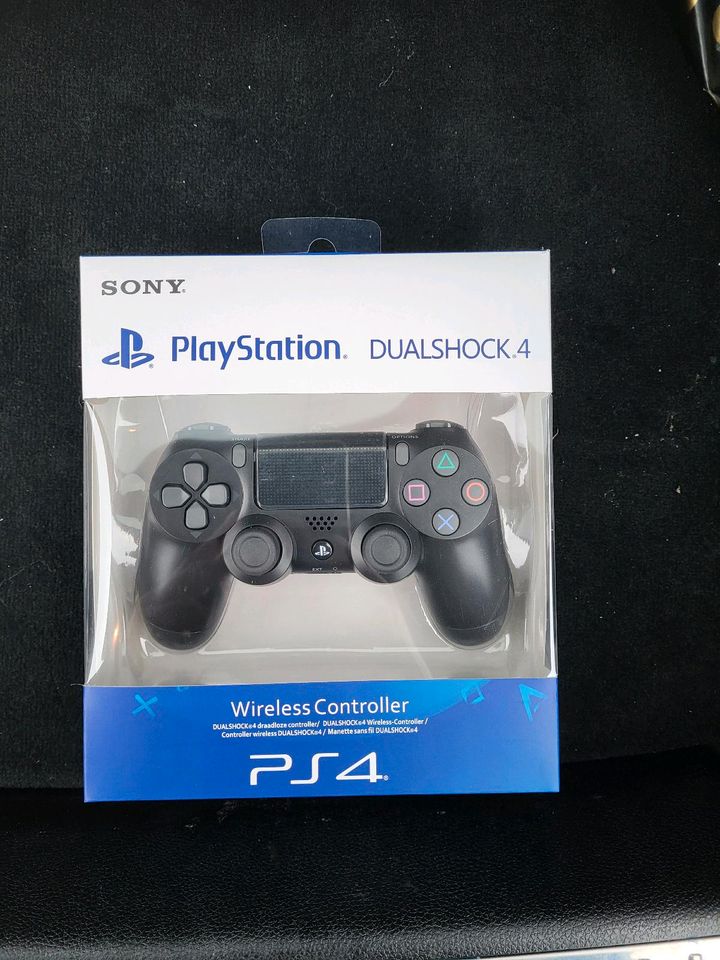 SONY®
PlayStation® DUALSHOCK®4
SHARE OPTIONS
EXT
Wireless Controller
DUALSHOCK®4 draadloze controller/ DUALSHOCK®4 Wireless-Controller /
Controller wireless DUALSHOCK®4 / Manette sans fil DUALSHOCK®4
PS4®